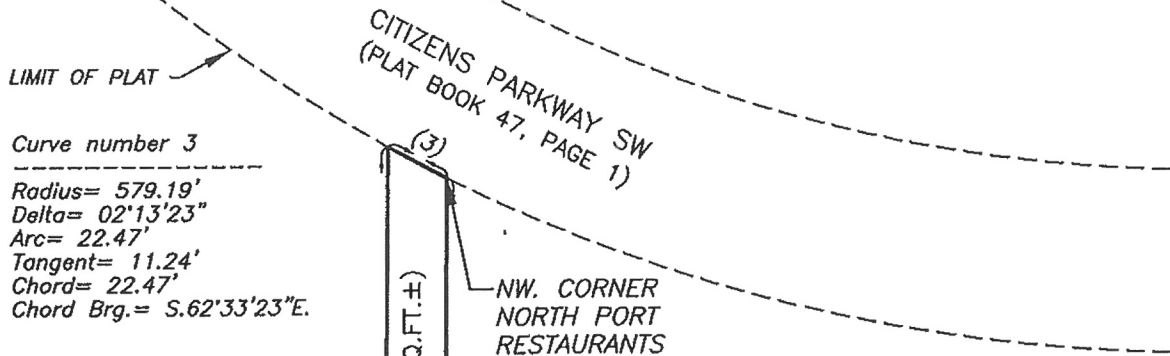 CITIZENS PARKWAY SW
(PLAT BOOK 47, PAGE 1)
LIMIT OF PLAT
Curve number 3
Radius= 579.19'
Delta= 02°13'23"
Arc= 22.47'
Tangent= 11.24'
Chord= 22.47'
Chord Brg.= S.62°33'23"E.
(3)
NW. CORNER
NORTH PORT
RESTAURANTS
Q.FT.±)